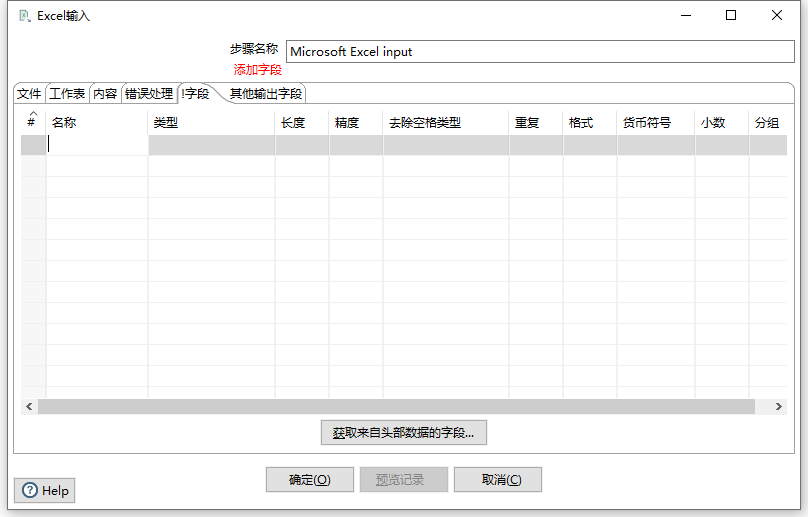 Excel输入
步骤名称 Microsoft Excel input
添加字段
文件 工作表 内容 错误处理 !字段 其他输出字段
# 名称 类型 长度 精度 去除空格类型 重复 格式 货币符号 小数 分组
获取来自头部数据的字段...
确定(O) 预览记录 取消(C)
Help